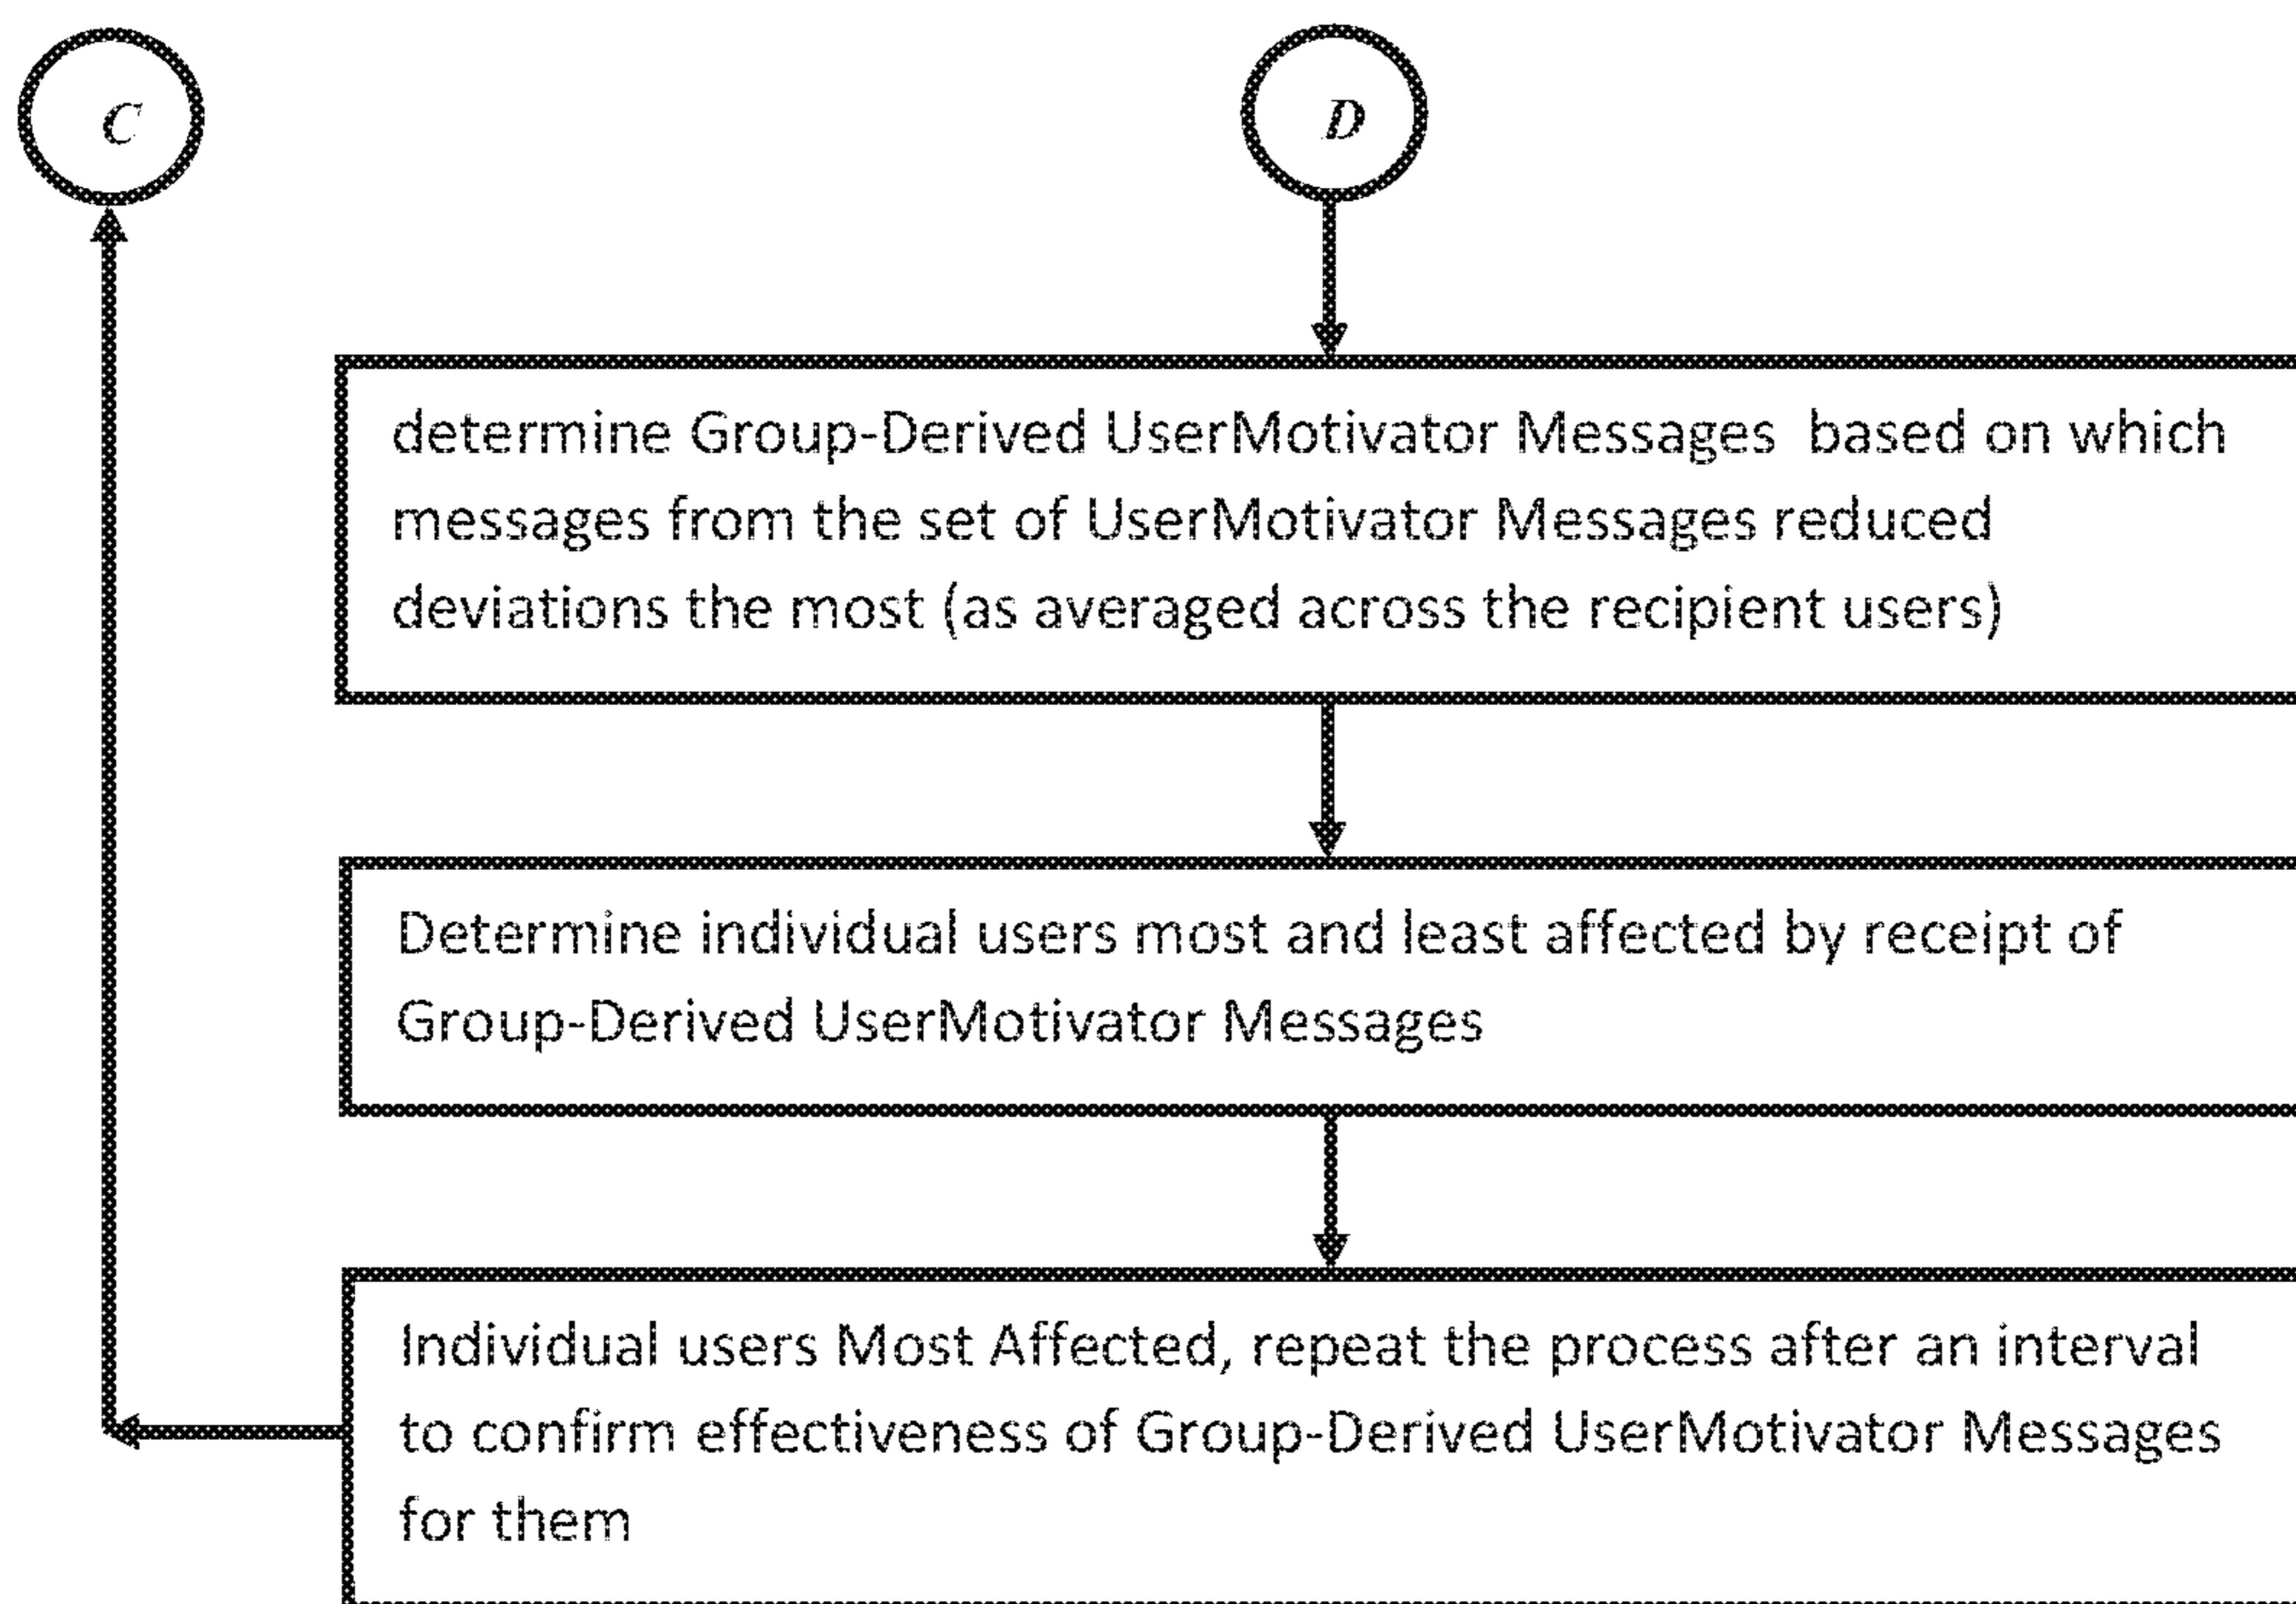 C
D
determine Group-Derived UserMotivator Messages based on which
messages from the set of UserMotivator Messages reduced
deviations the most (as averaged across the recipient users)
Determine individual users most and least affected by receipt of
Group-Derived UserMotivator Messages
Individual users Most Affected, repeat the process after an interval
to confirm effectiveness of Group-Derived UserMotivator Messages
for them